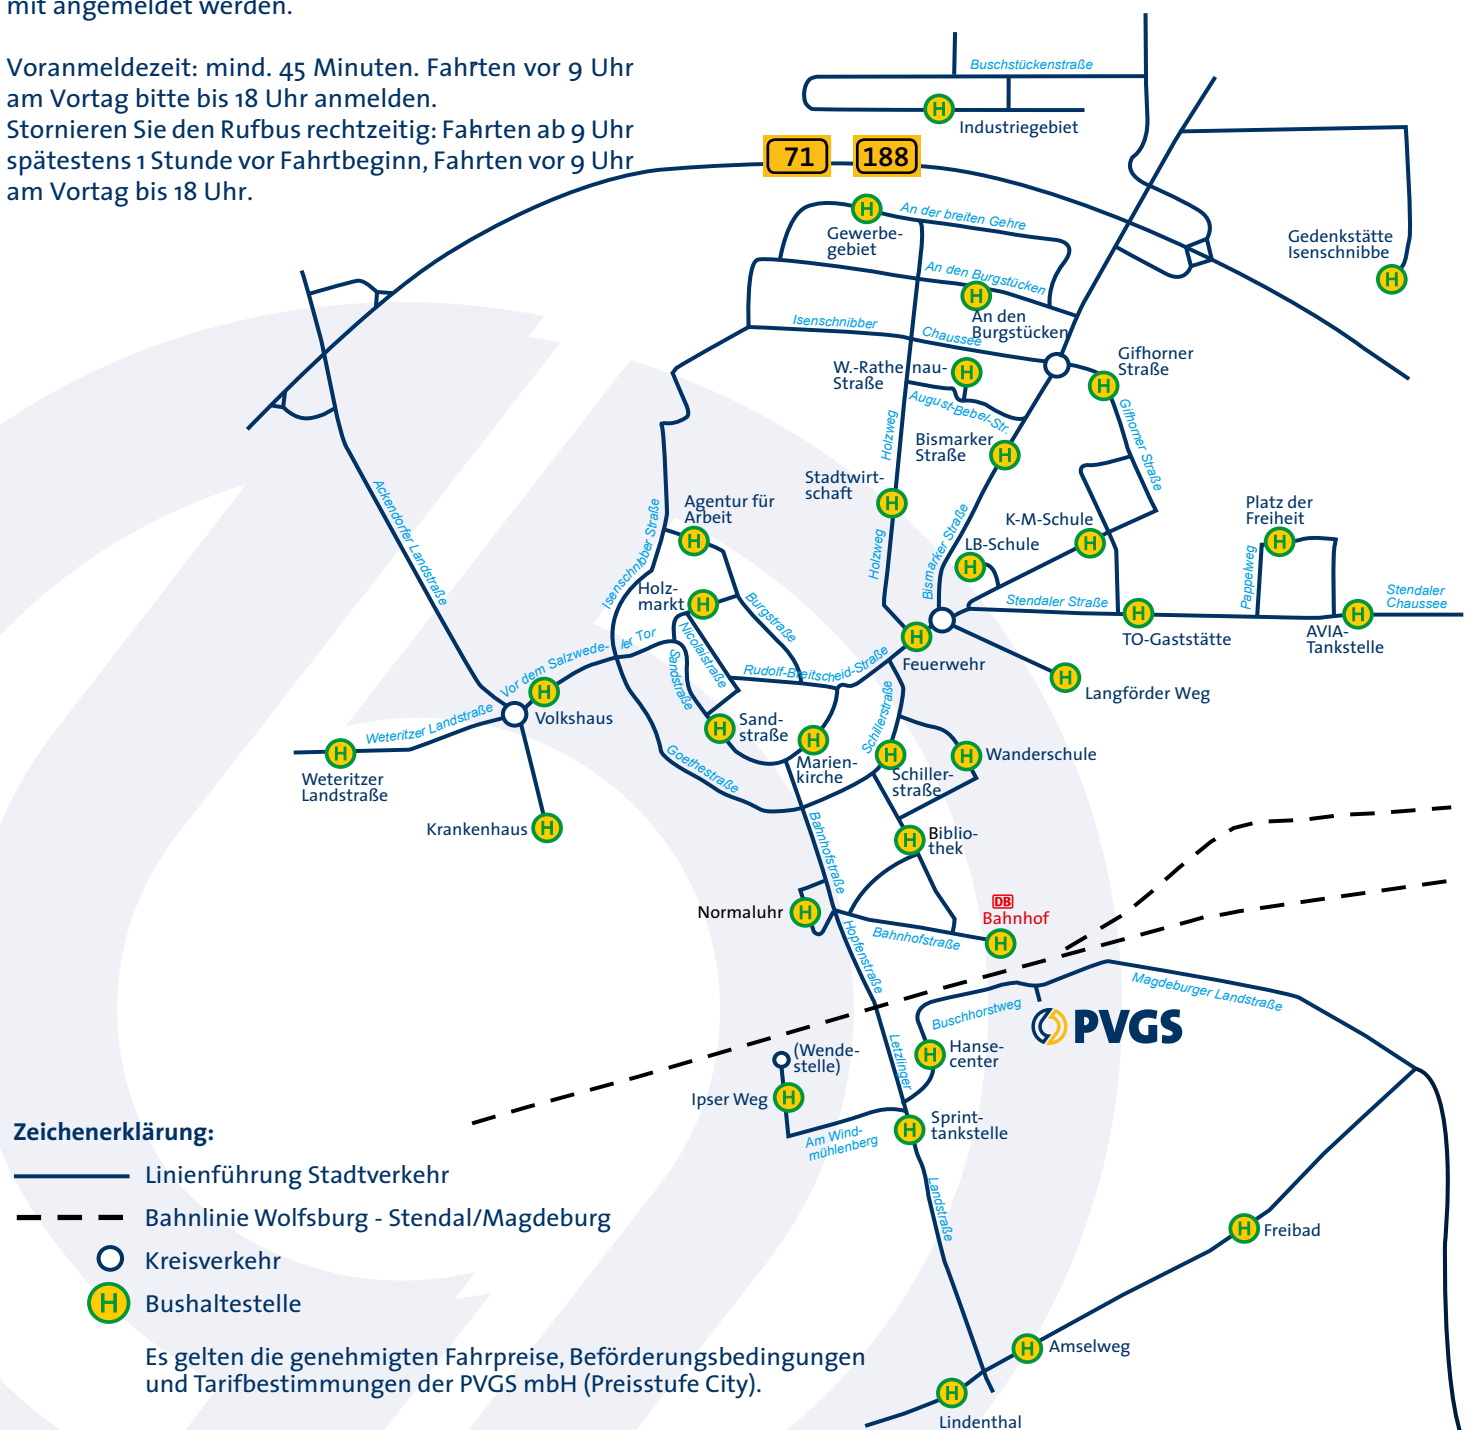 mit angemeldet werden.
Voranmeldezeit: mind. 45 Minuten. Fahrten vor 9 Uhr
am Vortag bitte bis 18 Uhr anmelden.
Stornieren Sie den Rufbus rechtzeitig: Fahrten ab 9 Uhr
spätestens 1 Stunde vor Fahrtbeginn, Fahrten vor 9 Uhr
am Vortag bis 18 Uhr.
Buschstückenstraße
H
Industriegebiet
71
188
H
An der breiten Gehre
Gewerbe-
gebiet
Gedenkstätte
Isenschnibbe
H
An den Burgstücken
H
An den
Burgstücken
Isenschnibber
Chaussee
W.-Rathenau-
Straße
H
Gifhorner
Straße
H
August-Bebel-Str.
Gifhorner Straße
Holzweg
Bismarker
Straße
H
Stadtwirt-
schaft
H
Ackendorfer Landstraße
Agentur für
Arbeit
H
Isenschnibber Straße
Holzweg
Bismarker Straße
K-M-Schule
H
LB-Schule
H
Platz der
Freiheit
H
Pappelweg
Stendaler
Chaussee
Stendaler Straße
H
TO-Gaststätte
H
AVIA-
Tankstelle
Holz-
markt
H
Burgstraße
Nicolaistraße
Sandstraße
Vor dem Salzwede-
ler Tor
Rudolf-Breitscheid-Straße
H
Feuerwehr
H
Langförder Weg
H
Volkshaus
Weteritzer Landstraße
H
Weteritzer
Landstraße
Krankenhaus
H
Goethestraße
H
Sand-
straße
H
Marien-
kirche
Schillerstraße
H
Schiller-
straße
H
Wanderschule
Bahnhofstraße
H
Biblio-
thek
Normaluhr
H
DB
Bahnhof
H
Bahnhofstraße
Hopfenstraße
Magdeburger Landstraße
Buschhorstweg
PVGS
Letzlinger
H
Hanse-
center
(Wende-
stelle)
Ipser Weg
H
Am Wind-
mühlenberg
H
Sprint-
tankstelle
Landstraße
H
Freibad
H
Amselweg
H
Lindenthal
Zeichenerklärung:
Linienführung Stadtverkehr
Bahnlinie Wolfsburg - Stendal/Magdeburg
Kreisverkehr
H
Bushaltestelle
Es gelten die genehmigten Fahrpreise, Beförderungsbedingungen
und Tarifbestimmungen der PVGS mbH (Preisstufe City).